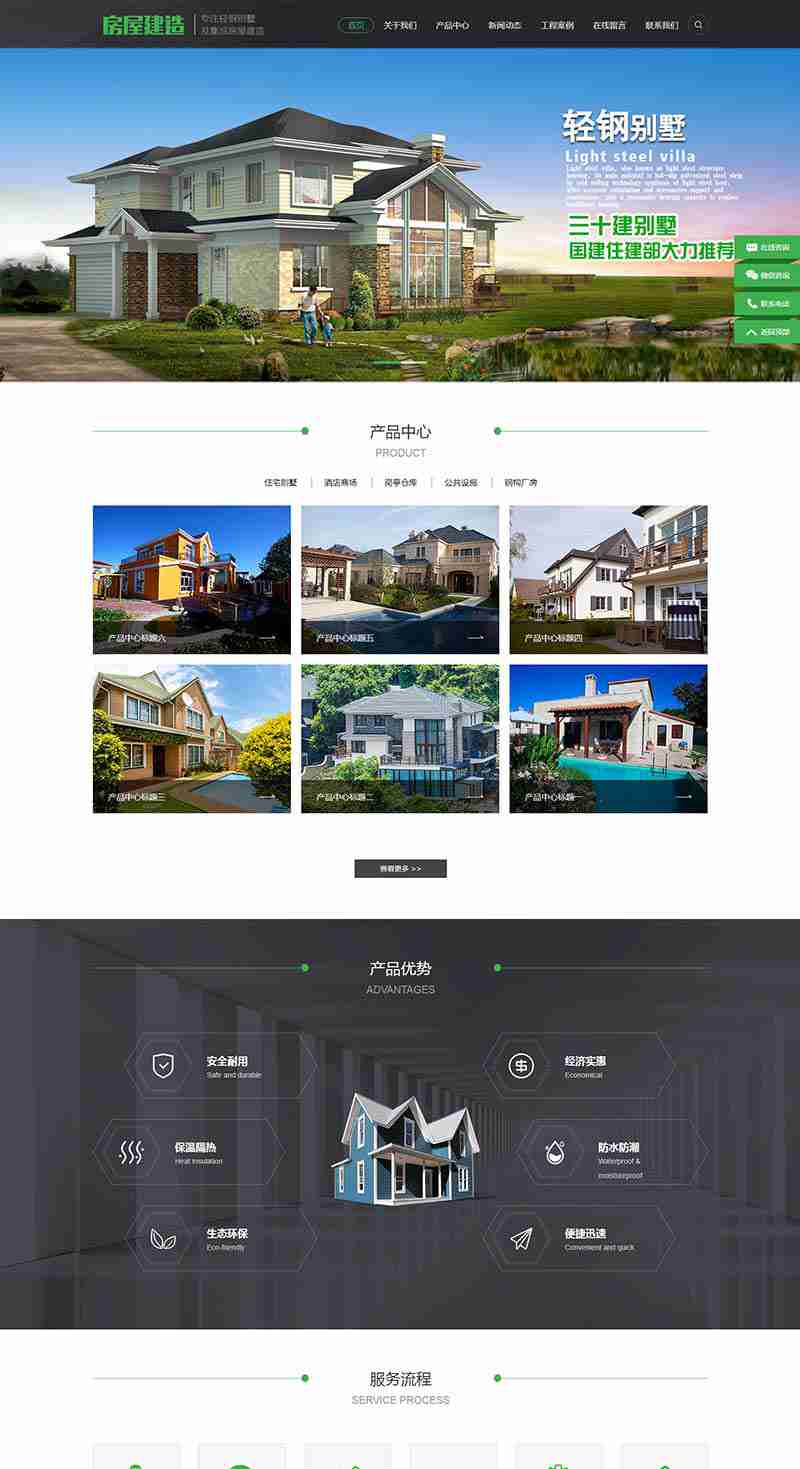 房屋建造
专注轻钢别墅
及集成房屋建造
首页
关于我们
产品中心
新闻动态
工程案例
在线留言
联系我们
轻钢别墅
Light steel villa
三十建别墅
国建住建部大力推荐
在线咨询
微信咨询
联系电话
返回顶部
产品中心
PRODUCT
住宅别墅
酒店商场
岗亭仓库
公共设施
钢构厂房
产品中心标题六
产品中心标题五
产品中心标题四
产品中心标题三
产品中心标题二
产品中心标题一
查看更多 >>
产品优势
ADVANTAGES
安全耐用
Safe and durable
经济实惠
Economical
保温隔热
Heat insulation
防水防潮
Waterproof &
moistureproof
生态环保
Eco-friendly
便捷迅速
Convenient and quick
服务流程
SERVICE PROCESS